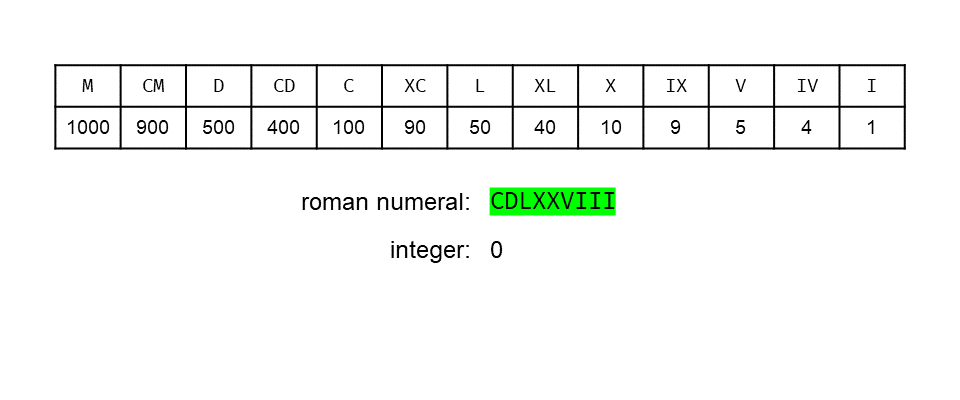 M CM D CD C XC L XL X IX V IV I
1000 900 500 400 100 90 50 40 10 9 5 4 1
roman numeral: CDLXXVIII
integer: 0